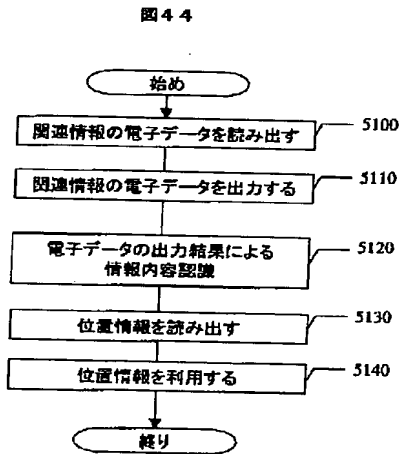 図44
始め
関連情報の電子データを読み出す
5100
関連情報の電子データを出力する
5110
電子データの出力結果による
情報内容認識
5120
位置情報を読み出す
5130
位置情報を利用する
5140
終り